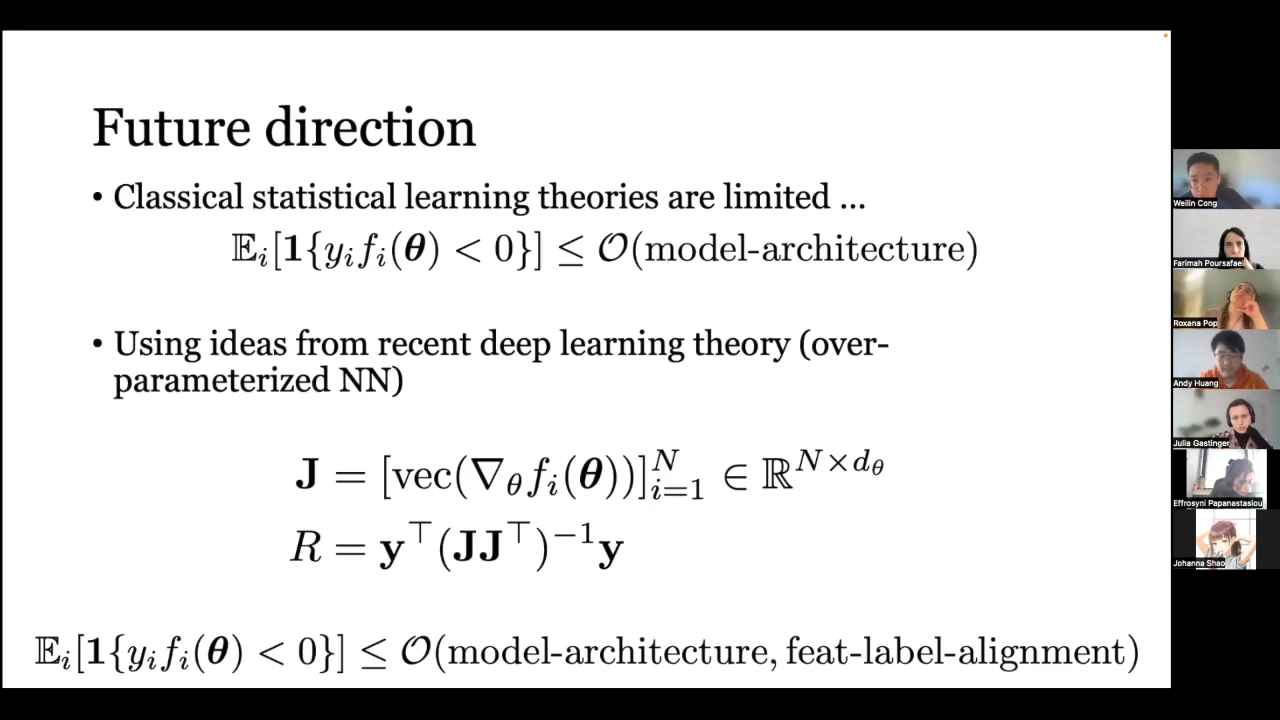 Future direction
• Classical statistical learning theories are limited ...
𝔼ᵢ[𝟏{yᵢfᵢ(𝜽) < 0}] ≤ 𝒪(model-architecture)
• Using ideas from recent deep learning theory (over-
parameterized NN)
𝐉 = [vec(∇_θ fᵢ(𝜽))]_{i=1}^{N} ∈ ℝ^{N×d_θ}
R = 𝐲^⊤(𝐉𝐉^⊤)^{−1}𝐲
𝔼ᵢ[𝟏{yᵢfᵢ(𝜽) < 0}] ≤ 𝒪(model-architecture, feat-label-alignment)
Weilin Cong
Farimah Poursafaei
Roxana Pop
Andy Huang
Julia Gastinger
Effrosyni Papanastasiou
Johanna Shao